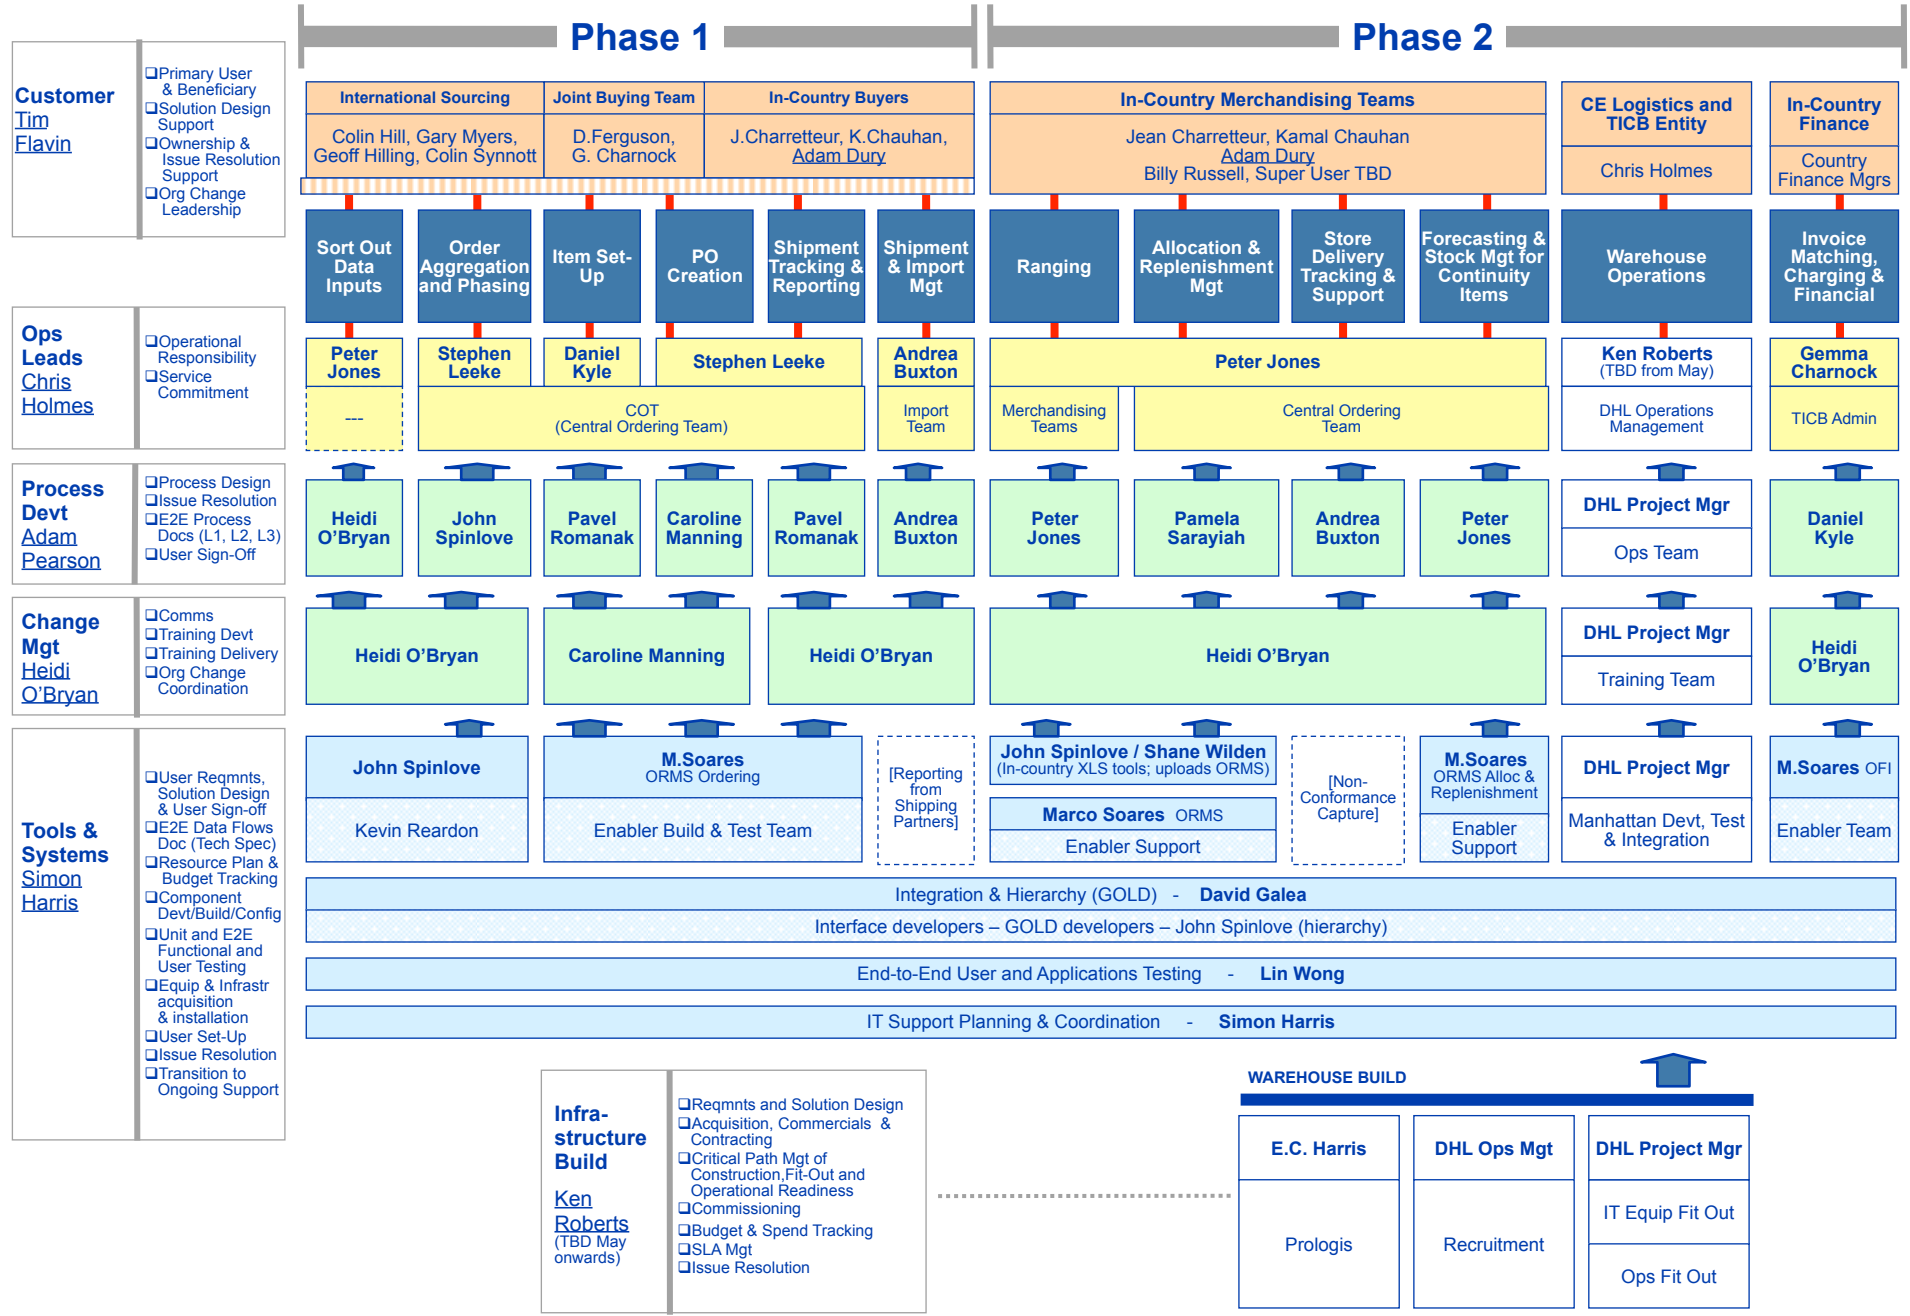 Phase 1
Phase 2
Customer
Tim
Flavin
❑Primary User
& Beneficiary
❑Solution Design
Support
❑Ownership &
Issue Resolution
Support
❑Org Change
Leadership
International Sourcing
Colin Hill, Gary Myers,
Geoff Hilling, Colin Synnott
Joint Buying Team
D.Ferguson,
G. Charnock
In-Country Buyers
J.Charretteur, K.Chauhan,
Adam Dury
In-Country Merchandising Teams
Jean Charretteur, Kamal Chauhan
Adam Dury
Billy Russell, Super User TBD
CE Logistics and
TICB Entity
Chris Holmes
In-Country
Finance
Country
Finance Mgrs
Sort Out
Data
Inputs
Order
Aggregation
and Phasing
Item Set-
Up
PO
Creation
Shipment
Tracking &
Reporting
Shipment
& Import
Mgt
Ranging
Allocation &
Replenishment
Mgt
Store
Delivery
Tracking &
Support
Forecasting &
Stock Mgt for
Continuity
Items
Warehouse
Operations
Invoice
Matching,
Charging &
Financial
Ops
Leads
Chris
Holmes
❑Operational
Responsibility
❑Service
Commitment
Peter
Jones
---
Stephen
Leeke
Daniel
Kyle
Stephen Leeke
COT
(Central Ordering Team)
Andrea
Buxton
Import
Team
Peter Jones
Merchandising
Teams
Central Ordering
Team
Ken Roberts
(TBD from May)
DHL Operations
Management
Gemma
Charnock
TICB Admin
Process
Devt
Adam
Pearson
❑Process Design
❑Issue Resolution
❑E2E Process
Docs (L1, L2, L3)
❑User Sign-Off
Heidi
O’Bryan
John
Spinlove
Pavel
Romanak
Caroline
Manning
Pavel
Romanak
Andrea
Buxton
Peter
Jones
Pamela
Sarayiah
Andrea
Buxton
Peter
Jones
DHL Project Mgr
Ops Team
Daniel
Kyle
Change
Mgt
Heidi
O’Bryan
❑Comms
❑Training Devt
❑Training Delivery
❑Org Change
Coordination
Heidi O’Bryan
Caroline Manning
Heidi O’Bryan
Heidi O’Bryan
DHL Project Mgr
Training Team
Heidi
O’Bryan
Tools &
Systems
Simon
Harris
❑User Reqmnts,
Solution Design
& User Sign-off
❑E2E Data Flows
Doc (Tech Spec)
❑Resource Plan &
Budget Tracking
❑Component
Devt/Build/Config
❑Unit and E2E
Functional and
User Testing
❑Equip & Infrastr
acquisition
& installation
❑User Set-Up
❑Issue Resolution
❑Transition to
Ongoing Support
John Spinlove
Kevin Reardon
M.Soares
ORMS Ordering
Enabler Build & Test Team
[Reporting
from
Shipping
Partners]
John Spinlove / Shane Wilden
(In-country XLS tools; uploads ORMS)
Marco Soares ORMS
Enabler Support
[Non-
Conformance
Capture]
M.Soares
ORMS Alloc &
Replenishment
Enabler
Support
DHL Project Mgr
Manhattan Devt, Test
& Integration
M.Soares OFI
Enabler Team
Integration & Hierarchy (GOLD) - David Galea
Interface developers – GOLD developers – John Spinlove (hierarchy)
End-to-End User and Applications Testing - Lin Wong
IT Support Planning & Coordination - Simon Harris
Infra-
structure
Build
Ken
Roberts
(TBD May
onwards)
❑Reqmnts and Solution Design
❑Acquisition, Commercials &
Contracting
❑Critical Path Mgt of
Construction,Fit-Out and
Operational Readiness
❑Commissioning
❑Budget & Spend Tracking
❑SLA Mgt
❑Issue Resolution
WAREHOUSE BUILD
E.C. Harris
Prologis
DHL Ops Mgt
Recruitment
DHL Project Mgr
IT Equip Fit Out
Ops Fit Out